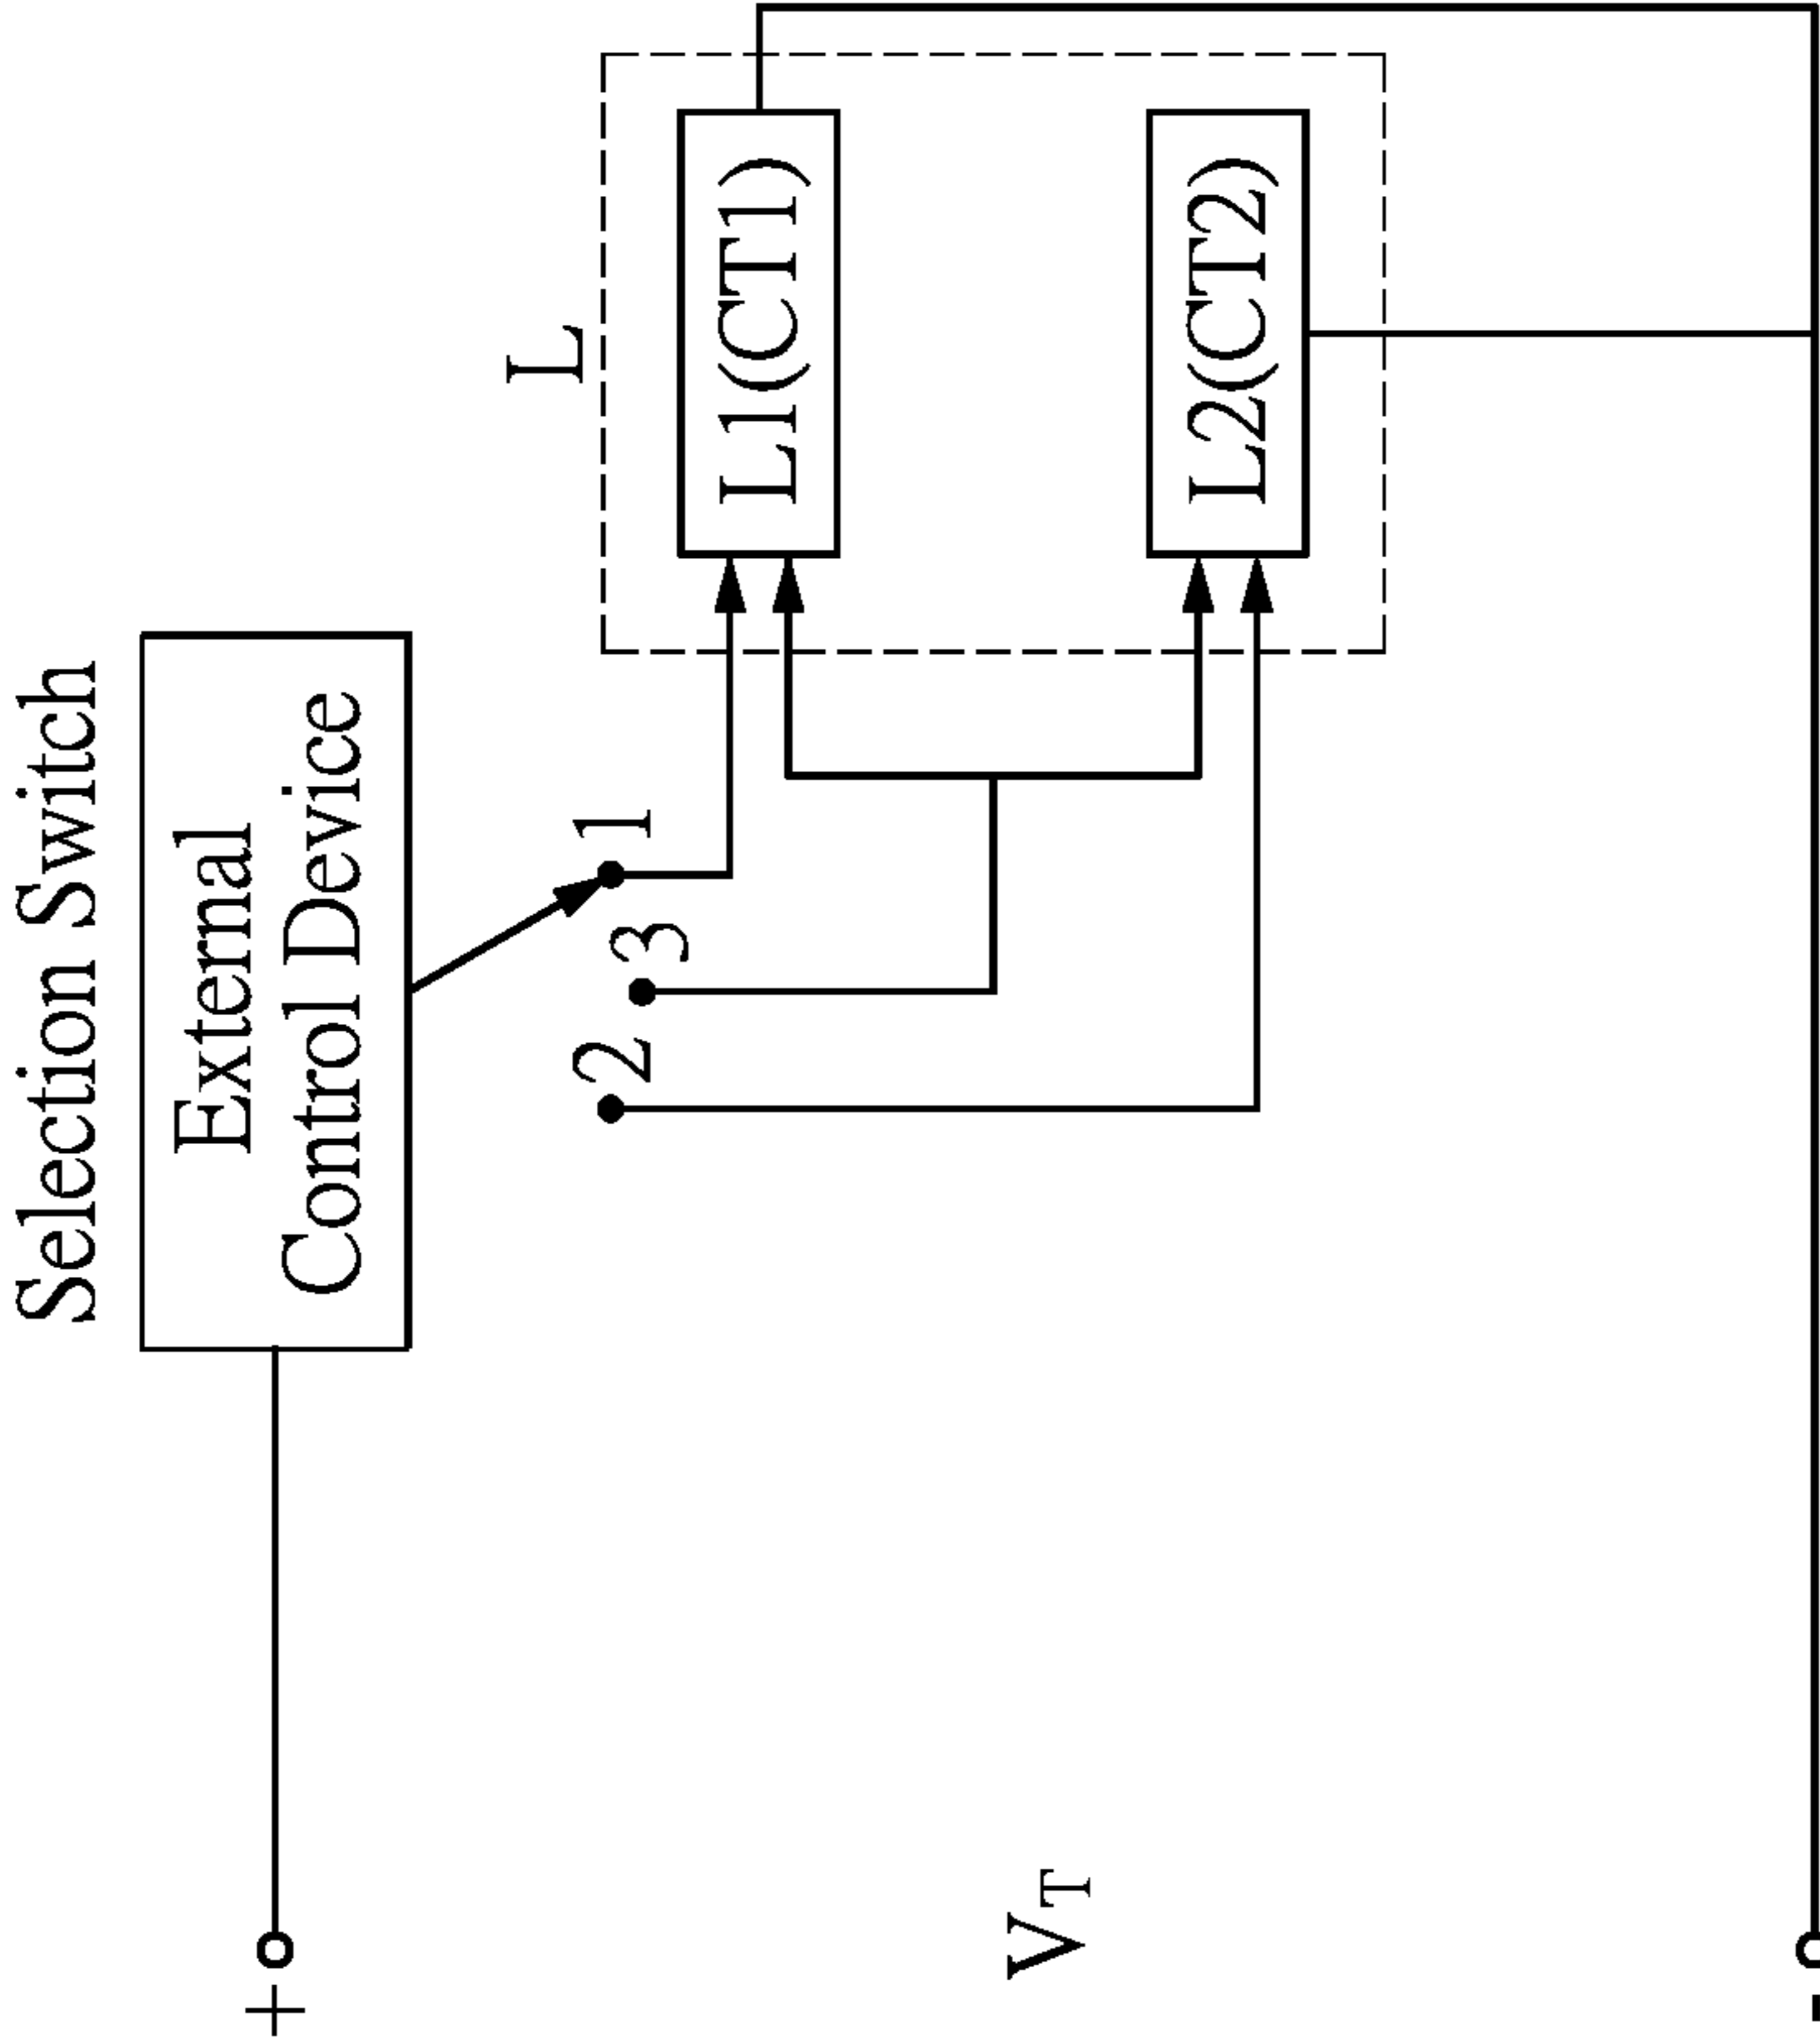 Selection Switch
+
External
Control Device
1
3
2
L
L1(CT1)
L2(CT2)
VT
-